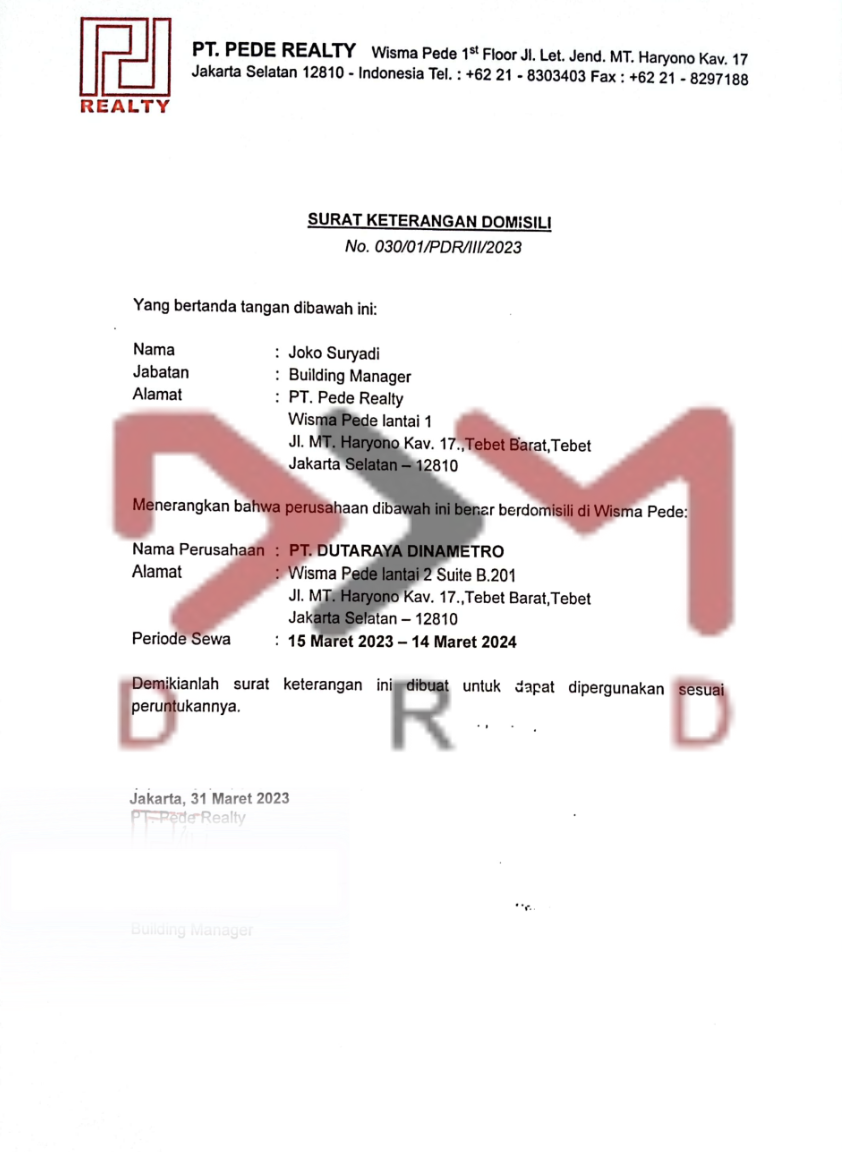 PT. PEDE REALTY Wisma Pede 1st Floor Jl. Let. Jend. MT. Haryono Kav. 17
Jakarta Selatan 12810 - Indonesia Tel. : +62 21 - 8303403 Fax : +62 21 - 8297188
REALTY
SURAT KETERANGAN DOMISILI
No. 030/01/PDR/III/2023
Yang bertanda tangan dibawah ini:
Nama : Joko Suryadi
Jabatan : Building Manager
Alamat : PT. Pede Realty
Wisma Pede lantai 1
Jl. MT. Haryono Kav. 17.,Tebet Barat,Tebet
Jakarta Selatan – 12810
Menerangkan bahwa perusahaan dibawah ini benar berdomisili di Wisma Pede:
Nama Perusahaan : PT. DUTARAYA DINAMETRO
Alamat : Wisma Pede lantai 2 Suite B.201
Jl. MT. Haryono Kav. 17.,Tebet Barat,Tebet
Jakarta Selatan – 12810
Periode Sewa : 15 Maret 2023 – 14 Maret 2024
Demikianlah surat keterangan ini dibuat untuk dapat dipergunakan sesuai
peruntukannya.
D R D
Jakarta, 31 Maret 2023
PT. Pede Realty
Building Manager